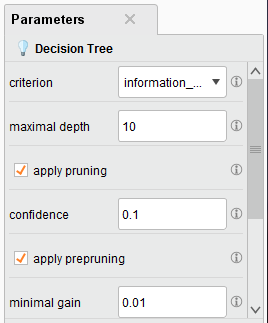 Parameters
Decision Tree
criterion information_...
maximal depth 10
apply pruning
confidence 0.1
apply prepruning
minimal gain 0.01